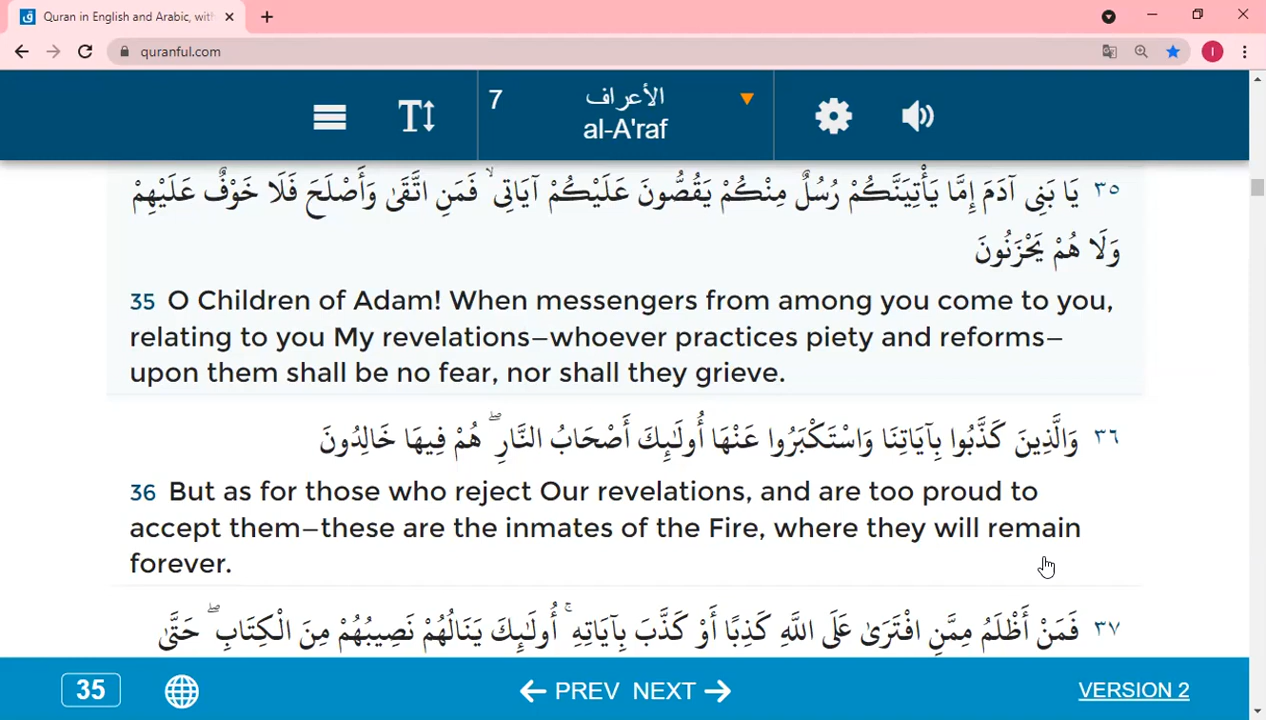 Quran in English and Arabic, with
quranful.com
I
7
الأعراف
al-A'raf
٣٥ يَا بَنِي آدَمَ إِمَّا يَأْتِيَنَّكُمْ رُسُلٌ مِنْكُمْ يَقُصُّونَ عَلَيْكُمْ آيَاتِي ۙ فَمَنِ اتَّقَىٰ وَأَصْلَحَ فَلَا خَوْفٌ عَلَيْهِمْ
وَلَا هُمْ يَحْزَنُونَ
35 O Children of Adam! When messengers from among you come to you,
relating to you My revelations—whoever practices piety and reforms—
upon them shall be no fear, nor shall they grieve.
٣٦ وَالَّذِينَ كَذَّبُوا بِآيَاتِنَا وَاسْتَكْبَرُوا عَنْهَا أُولَٰئِكَ أَصْحَابُ النَّارِ ۖ هُمْ فِيهَا خَالِدُونَ
36 But as for those who reject Our revelations, and are too proud to
accept them—these are the inmates of the Fire, where they will remain
forever.
٣٧ فَمَنْ أَظْلَمُ مِمَّنِ افْتَرَىٰ عَلَى اللَّهِ كَذِبًا أَوْ كَذَّبَ بِآيَاتِهِ ۚ أُولَٰئِكَ يَنَالُهُمْ نَصِيبُهُمْ مِنَ الْكِتَابِ ۖ حَتَّىٰ
35
PREV NEXT
VERSION 2